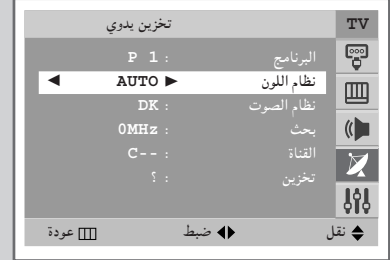 تخزين يدوي TV
البرنامج : P 1
نظام اللون ◀ AUTO ▶
نظام الصوت : DK
بحث : 0MHz
القناة : C--
تخزين : ؟
نقل ضبط عودة